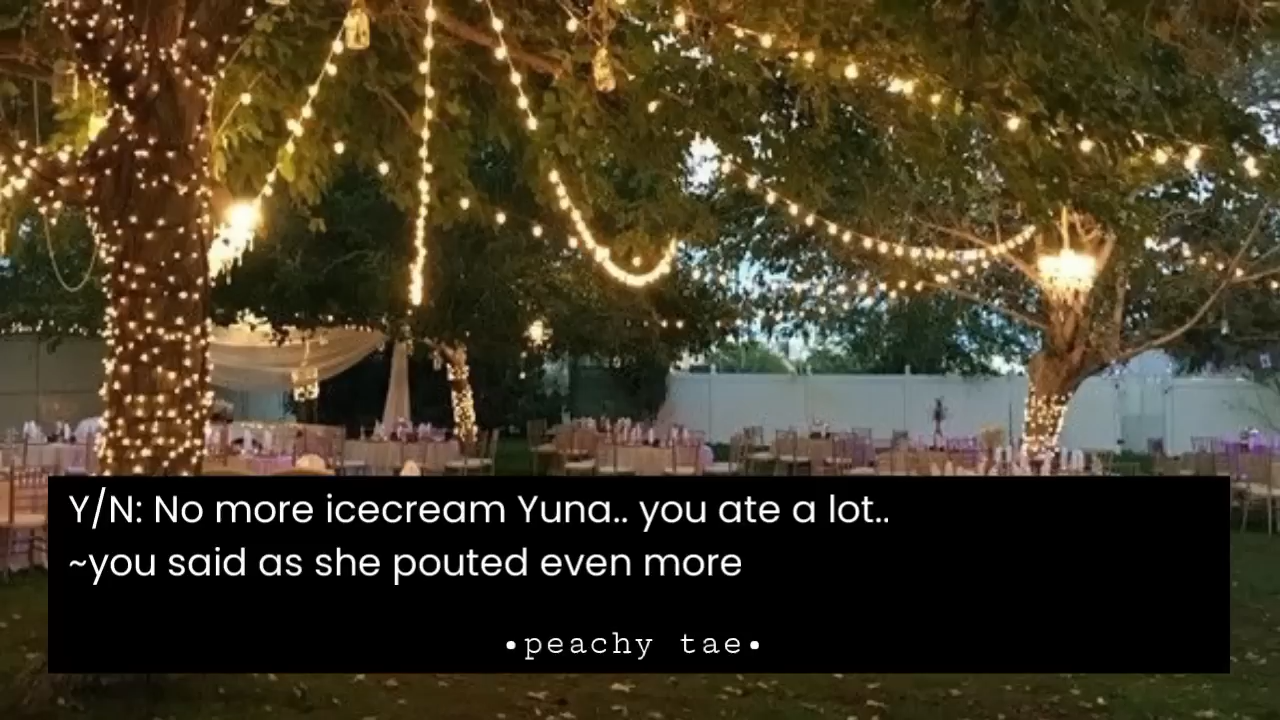 Y/N: No more icecream Yuna.. you ate a lot..
~you said as she pouted even more
•peachy tae•